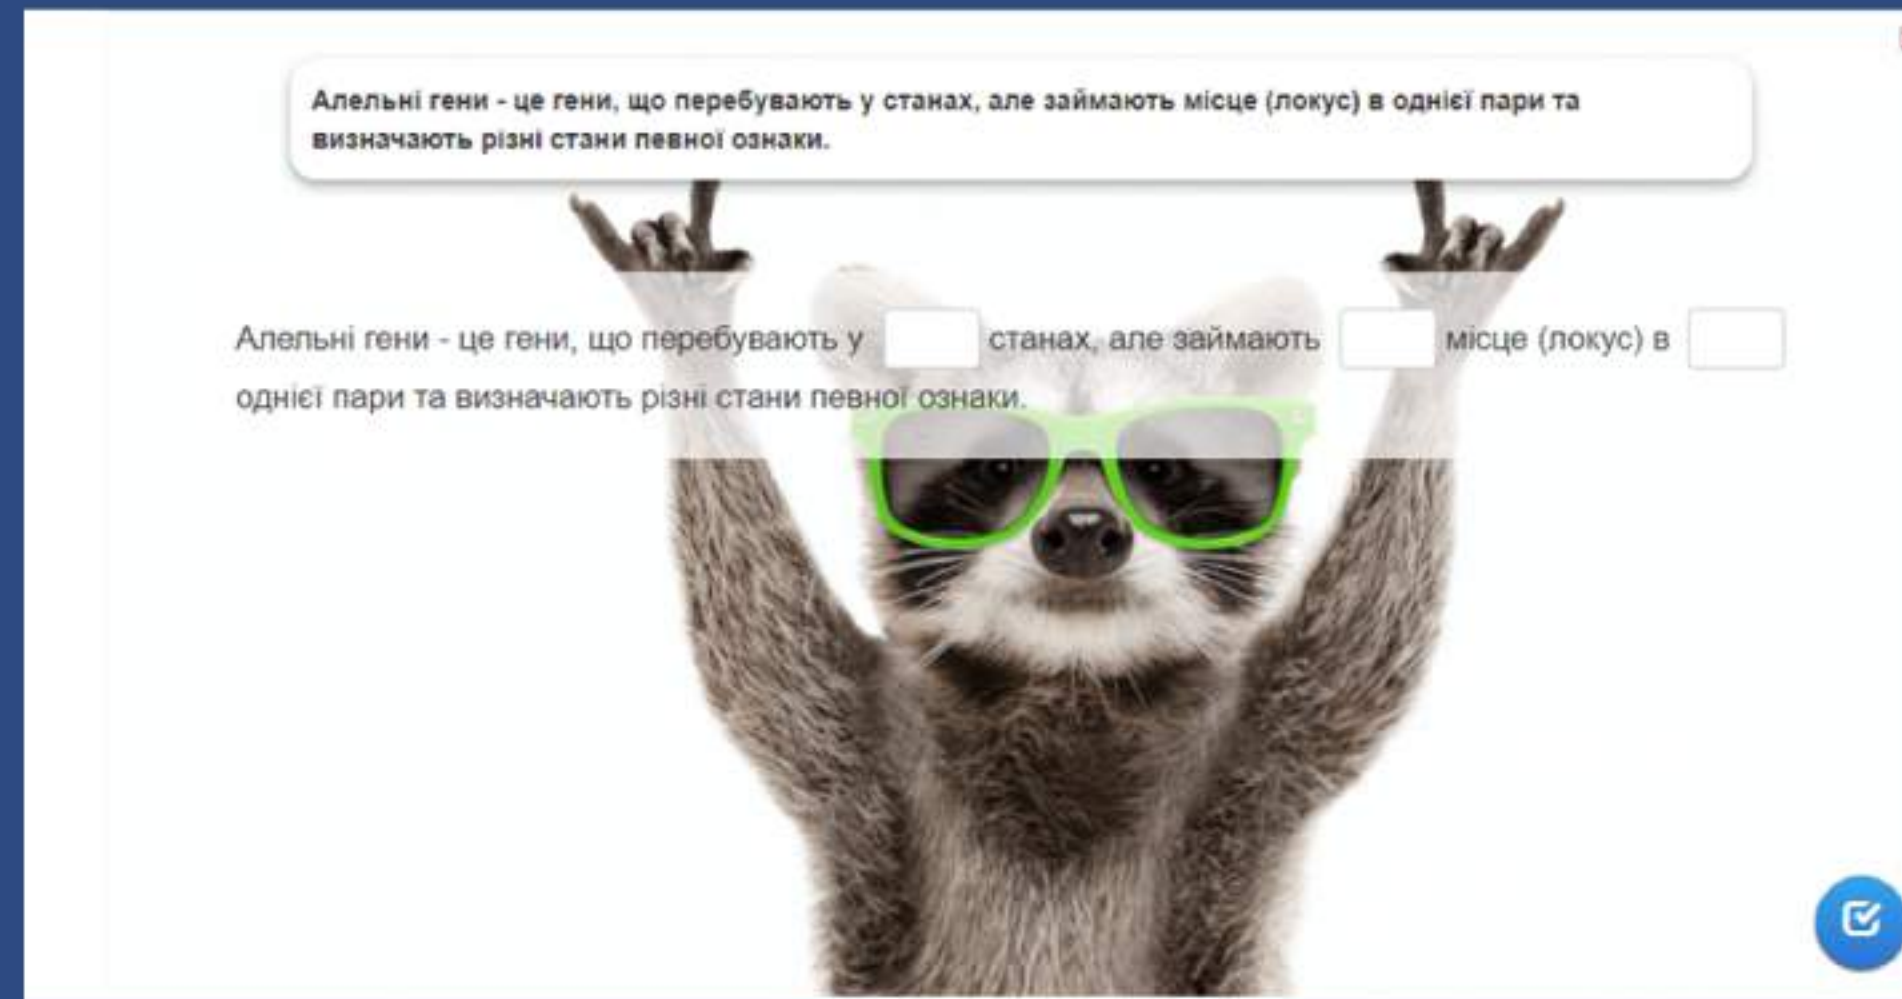 Алельні гени - це гени, що перебувають у станах, але займають місце (локус) в однієї пари та
визначають різні стани певної ознаки.
Алельні гени - це гени, що перебувають у станах, але займають місце (локус) в
однієї пари та визначають різні стани певної ознаки.